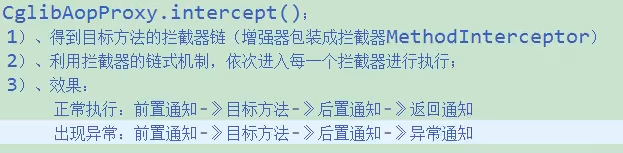 CglibAopProxy.intercept();
1)、得到目标方法的拦截器链(增强器包装成拦截器MethodInterceptor)
2)、利用拦截器的链式机制,依次进入每一个拦截器进行执行;
3)、效果:
正常执行:前置通知-》目标方法-》后置通知-》返回通知
出现异常:前置通知-》目标方法-》后置通知-》异常通知